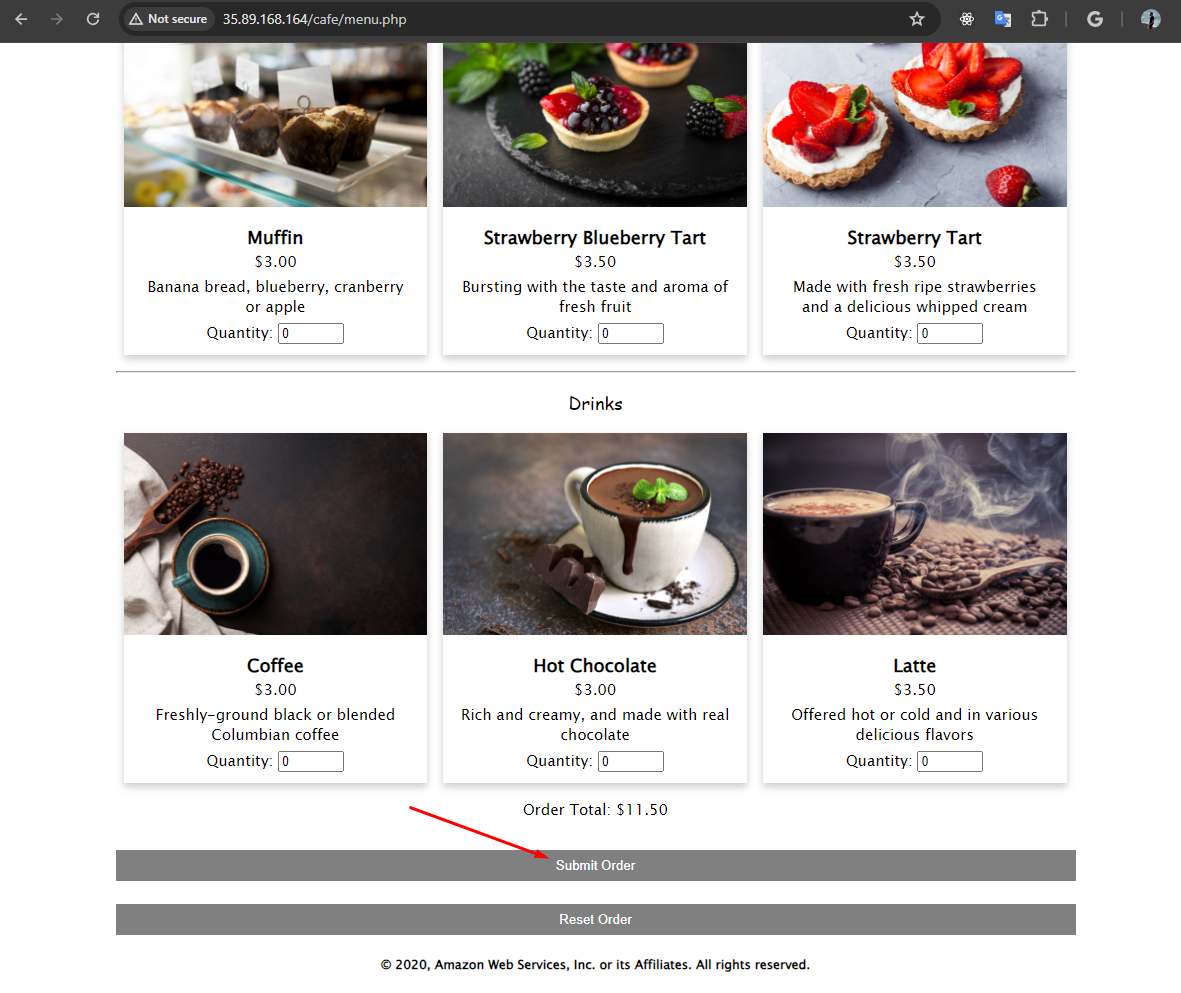 Not secure 35.89.168.164/cafe/menu.php
Muffin
$3.00
Banana bread, blueberry, cranberry
or apple
Quantity: 0
Strawberry Blueberry Tart
$3.50
Bursting with the taste and aroma of
fresh fruit
Quantity: 0
Strawberry Tart
$3.50
Made with fresh ripe strawberries
and a delicious whipped cream
Quantity: 0
Drinks
Coffee
$3.00
Freshly-ground black or blended
Columbian coffee
Quantity: 0
Hot Chocolate
$3.00
Rich and creamy, and made with real
chocolate
Quantity: 0
Latte
$3.50
Offered hot or cold and in various
delicious flavors
Quantity: 0
Order Total: $11.50
Submit Order
Reset Order
© 2020, Amazon Web Services, Inc. or its Affiliates. All rights reserved.